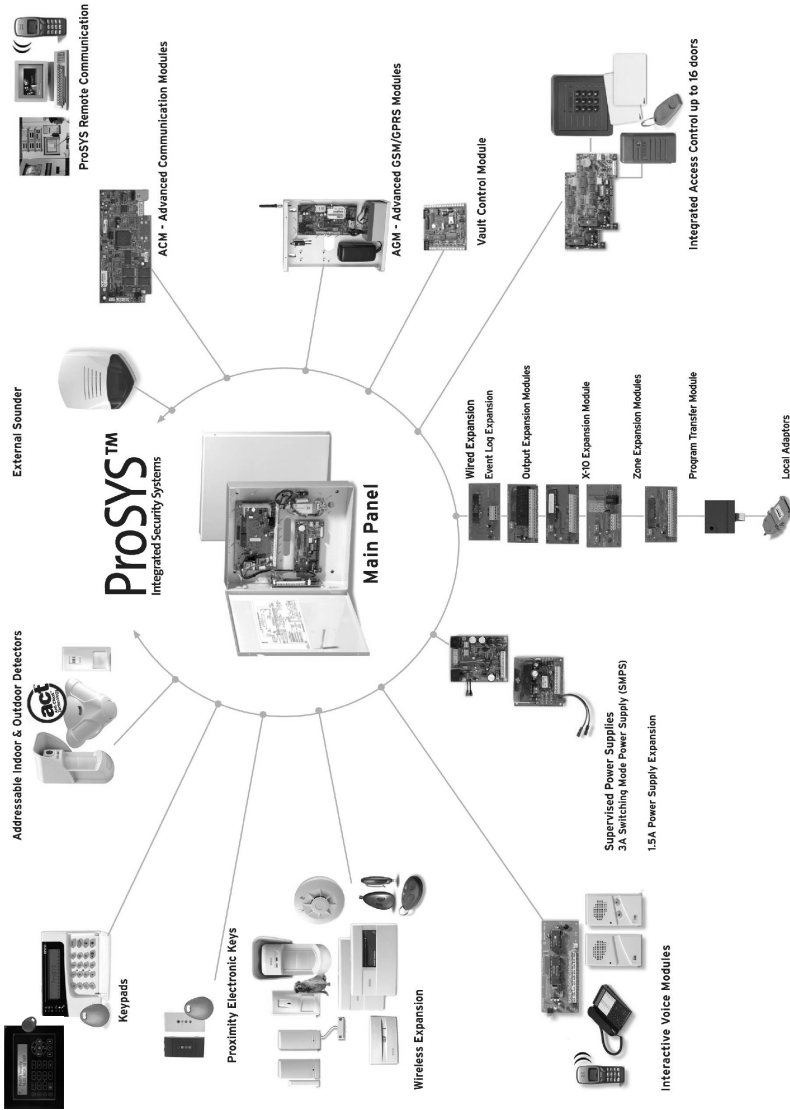 ProSYS Remote Communication
ACM - Advanced Communication Modules
AGM - Advanced GSM/GPRS Modules
Vault Control Module
Integrated Access Control up to 16 doors
External Sounder
ProSYS™
Integrated Security Systems
Main Panel
Wired Expansion
Event Log Expansion
Output Expansion Modules
X-10 Expansion Module
Zone Expansion Modules
Program Transfer Module
Local Adaptors
Addressable Indoor & Outdoor Detectors
act
Keypads
Proximity Electronic Keys
Wireless Expansion
Supervised Power Supplies
3A Switching Mode Power Supply (SMPS)
1.5A Power Supply Expansion
Interactive Voice Modules